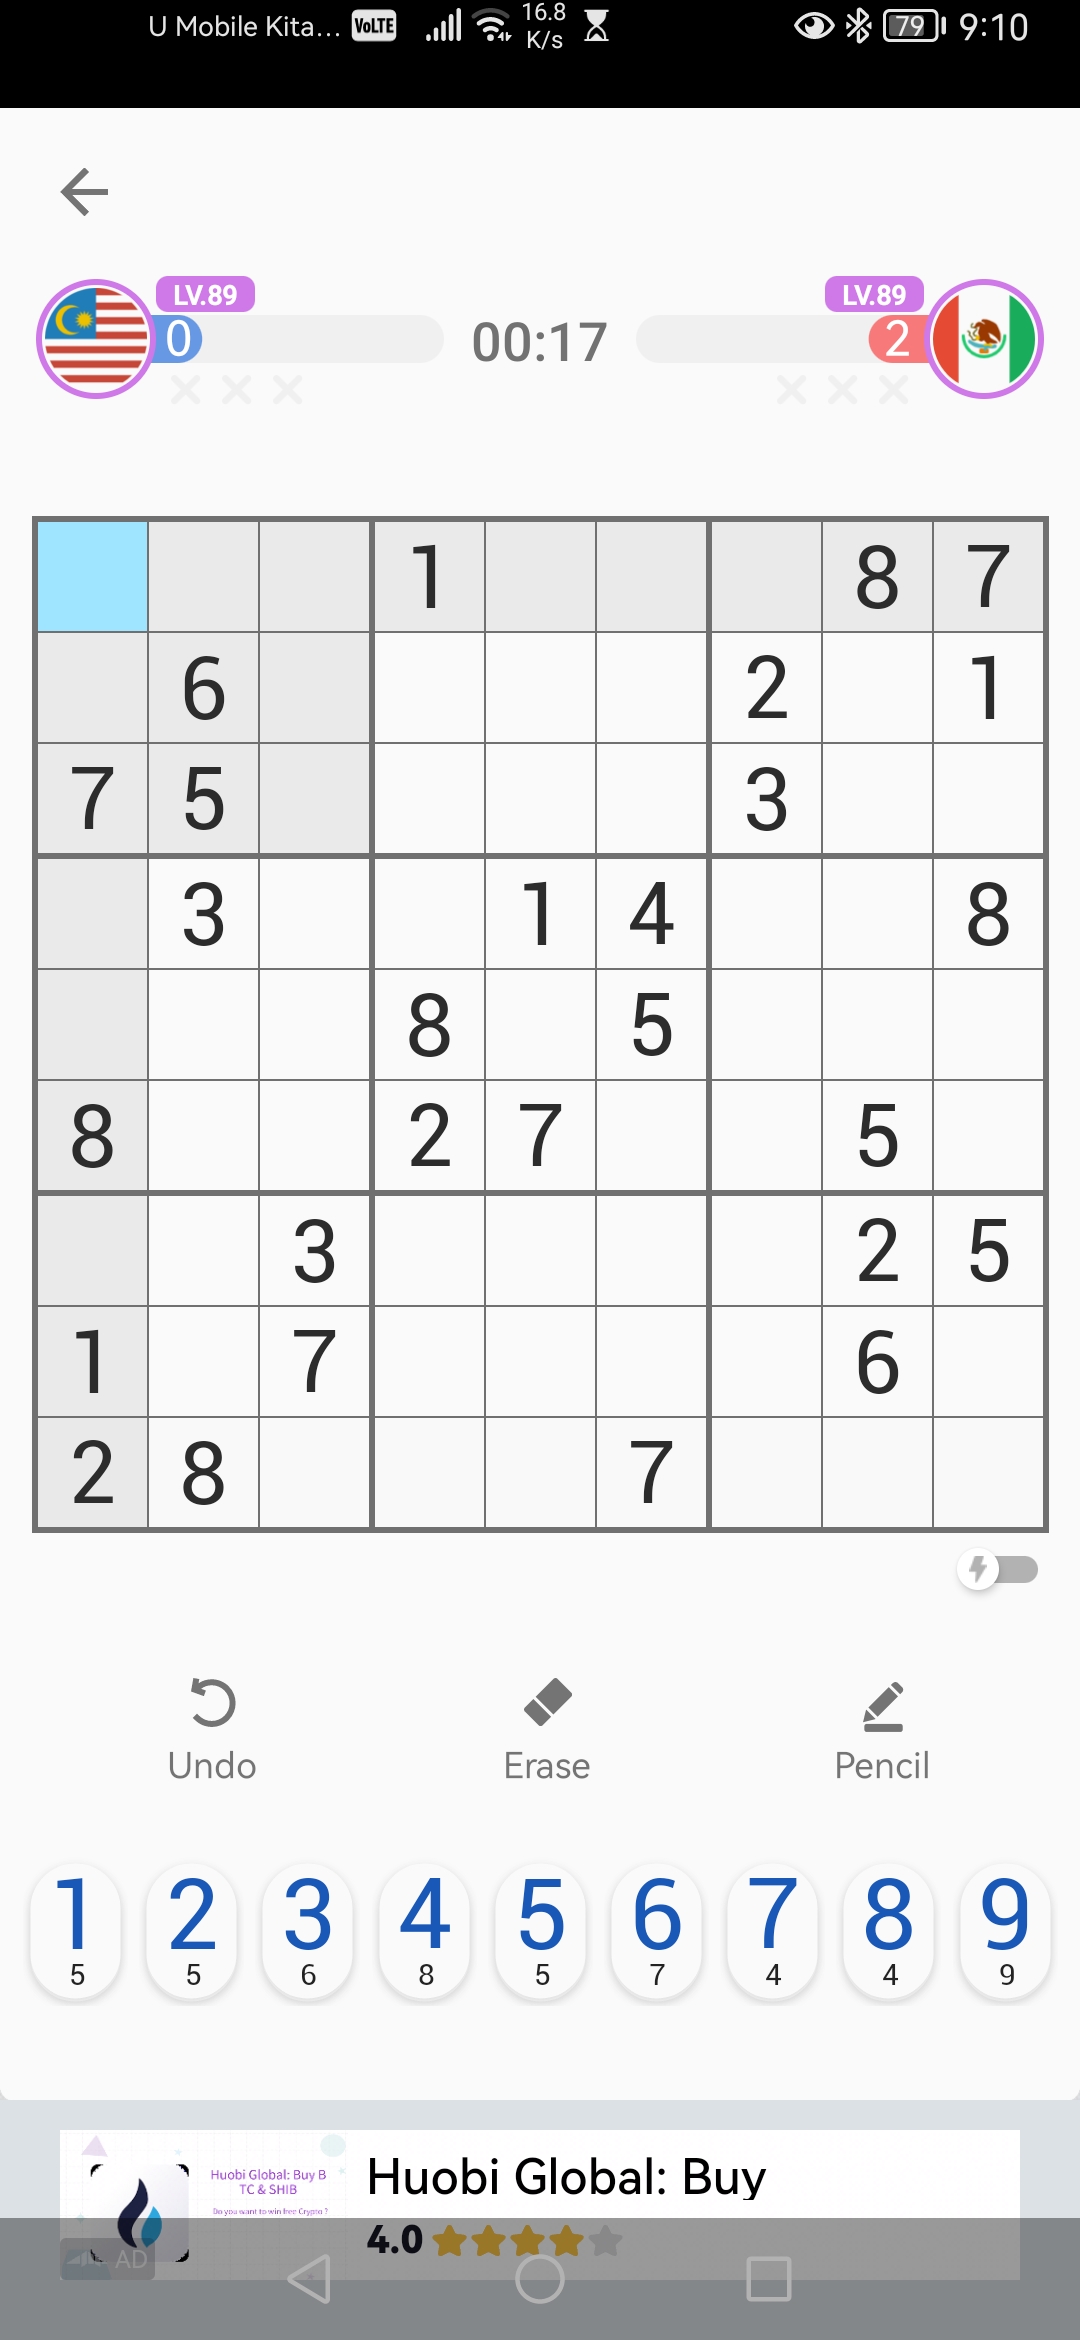 U Mobile Kita... VoLTE 16.8 K/s 79 9:10
LV.89 LV.89
0 00:17 2
1 8 7
6 2 1
7 5 3
3 1 4 8
8 5
8 2 7 5
3 2 5
1 7 6
2 8 7
Undo Erase Pencil
1 2 3 4 5 6 7 8 9
5 5 6 8 5 7 4 4 9
Huobi Global: Buy B
TC & SHIB
Do you want to win free Crypto ?
Huobi Global: Buy
4.0
AD